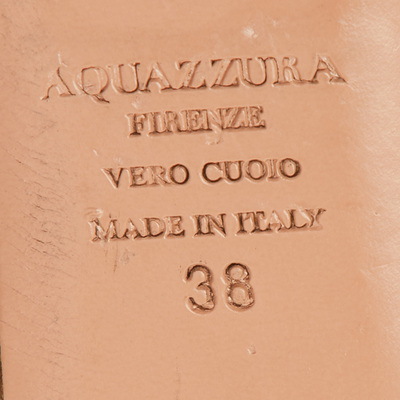 AQUAZZURA
FIRENZE
VERO CUOIO
MADE IN ITALY
38